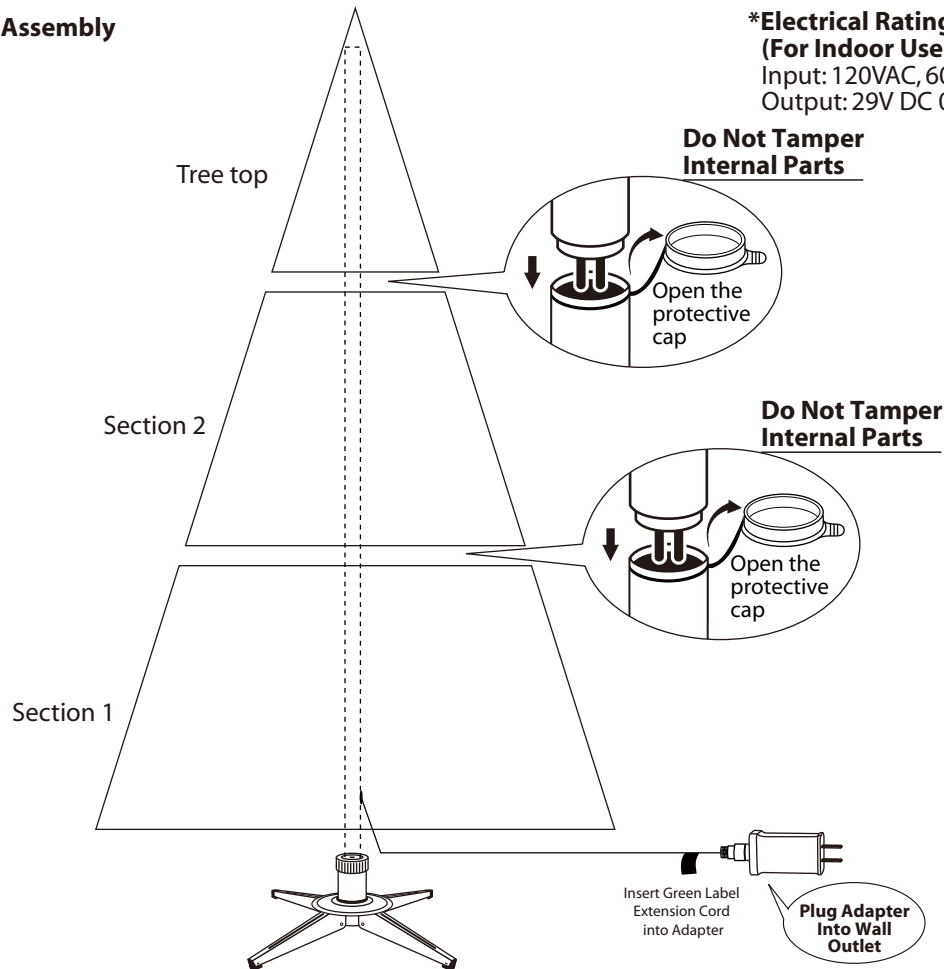 Assembly
*Electrical Rating
(For Indoor Use
Input: 120VAC, 60
Output: 29V DC 0
Do Not Tamper
Internal Parts
Tree top
Open the
protective
cap
Section 2
Do Not Tamper
Internal Parts
Open the
protective
cap
Section 1
Insert Green Label
Extension Cord
into Adapter
Plug Adapter
Into Wall
Outlet